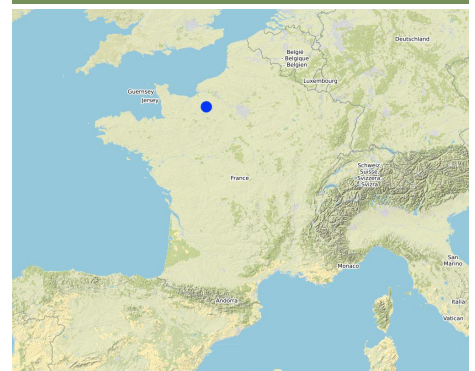 Deutschland
België
- Belgique
- Belgien
Luxembourg
Guernsey
Jersey
Schweiz
Suisse
Svizzera
Svizra
France
San
Marino
Monaco
Andorra
Italia
Vatican